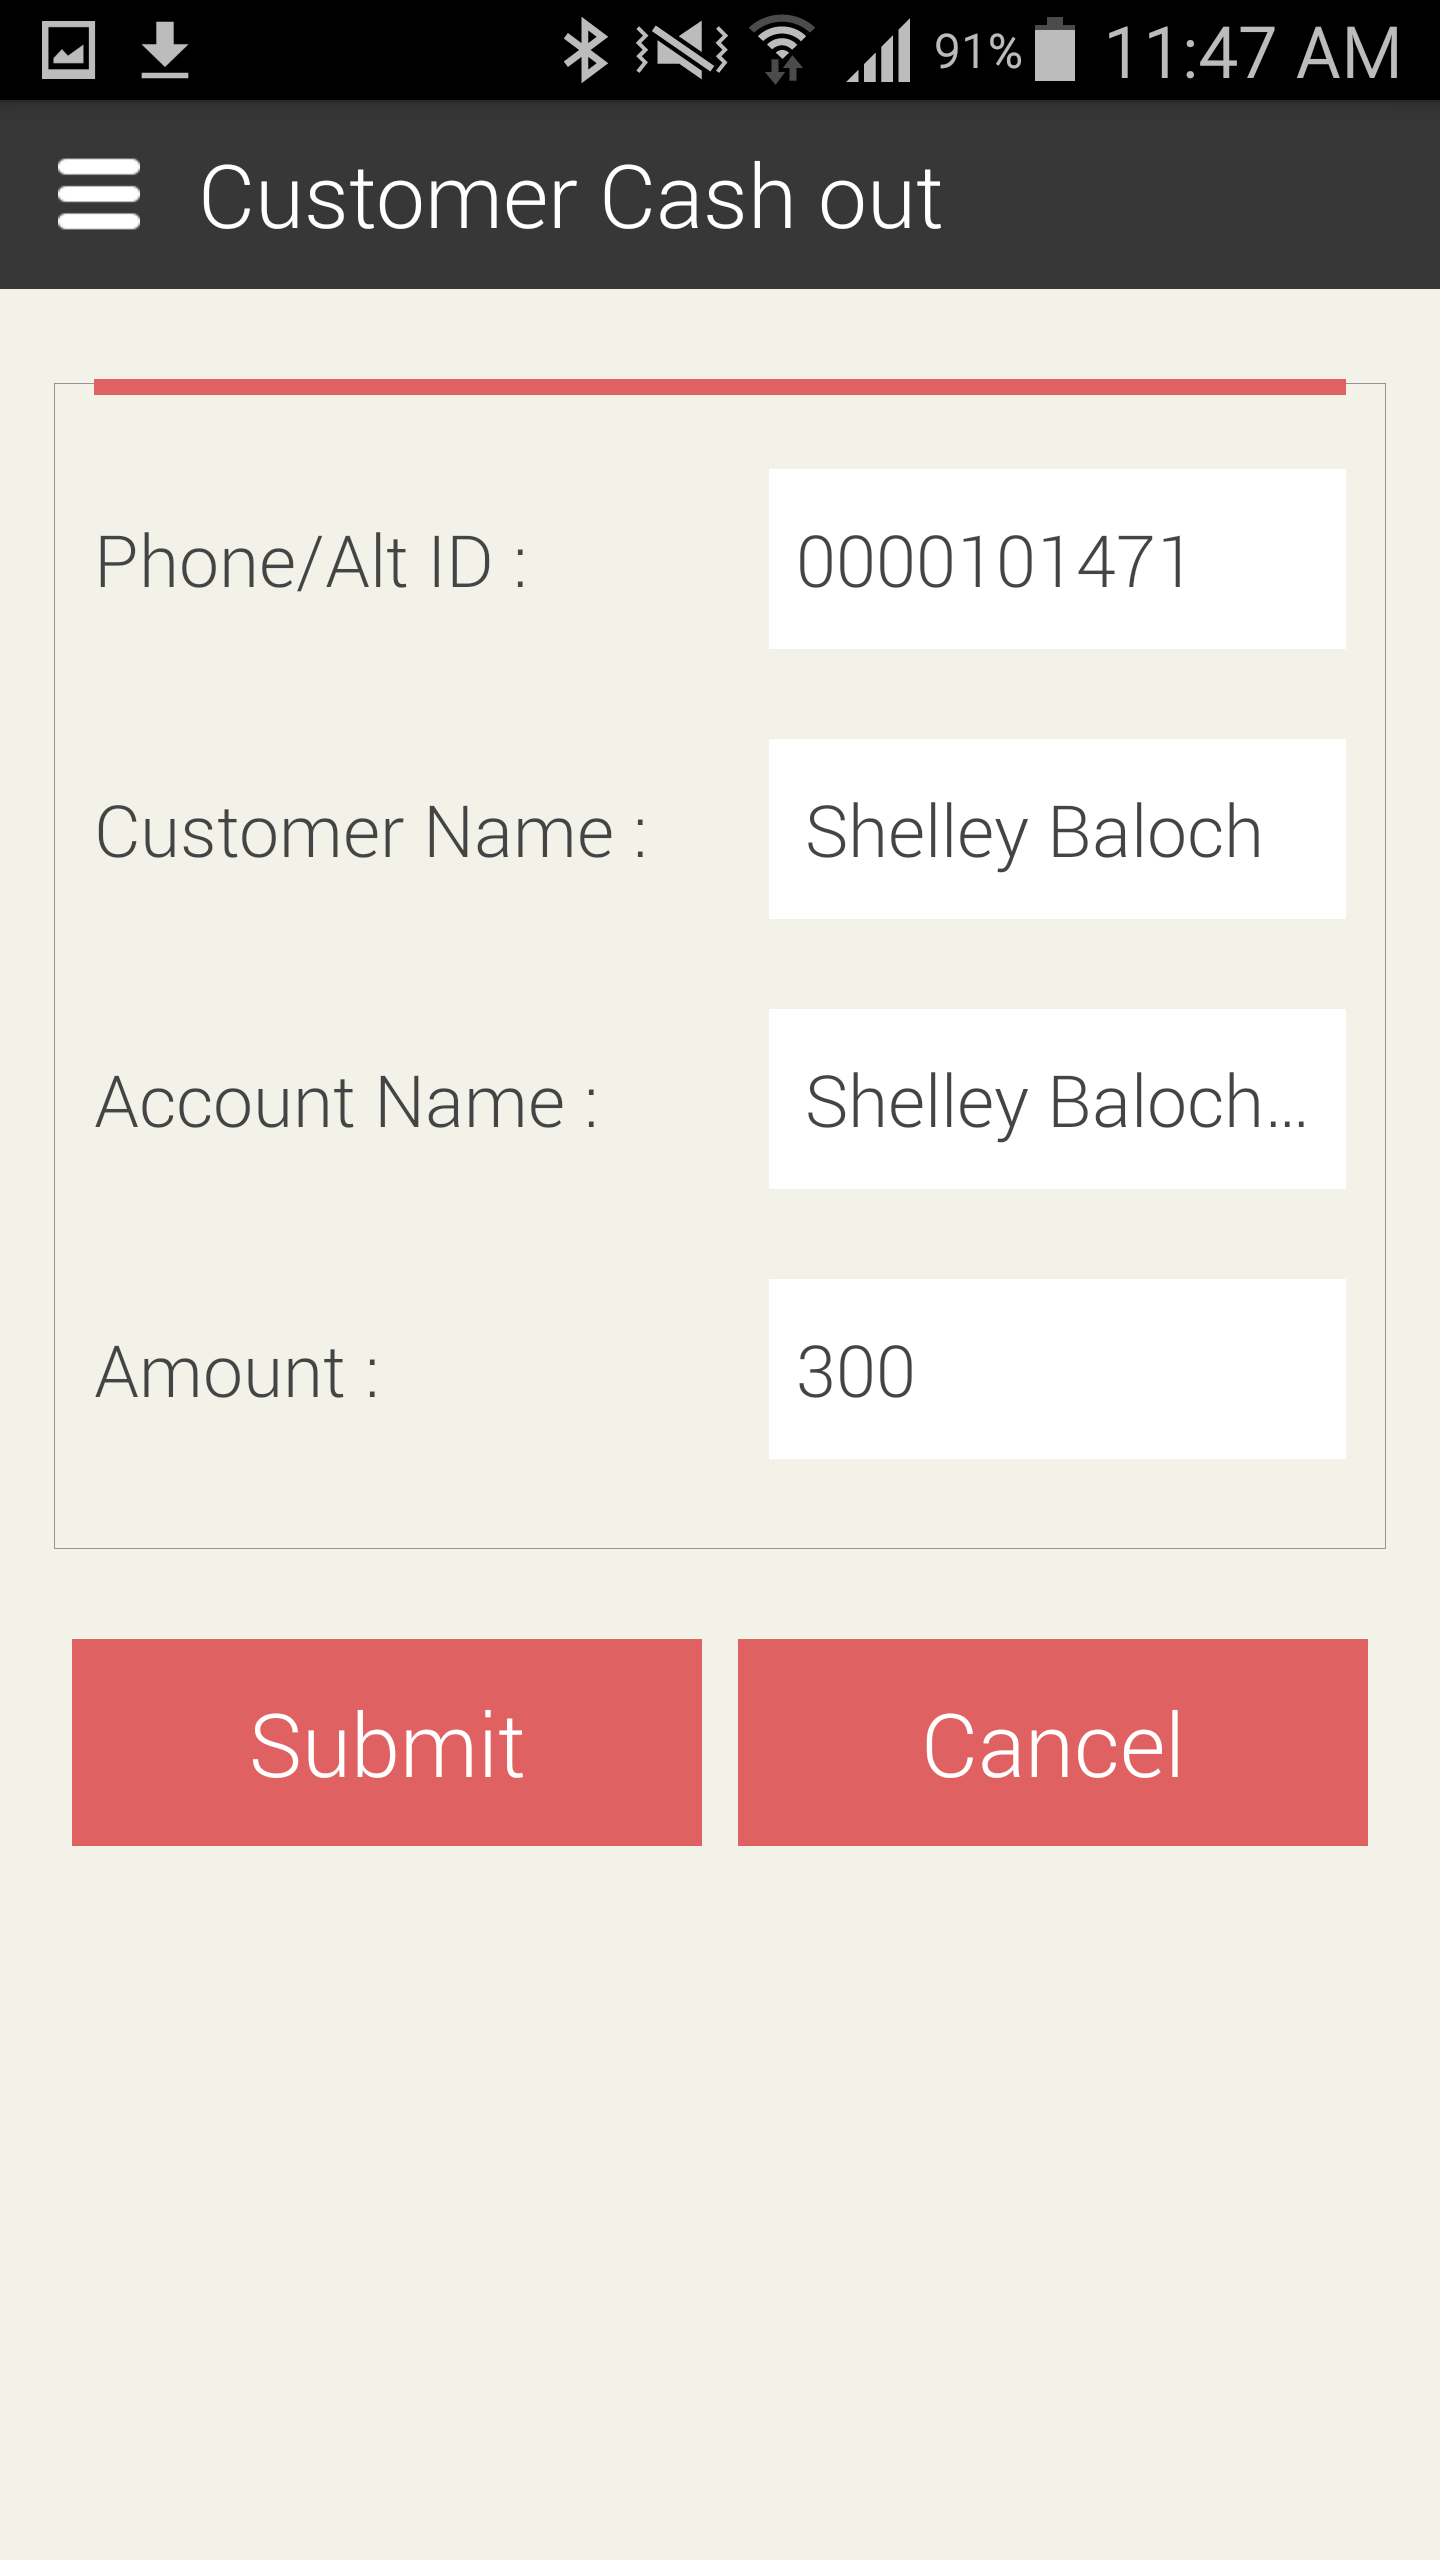 91% 11:47 AM
Customer Cash out
Phone/Alt ID : 0000101471
Customer Name : Shelley Baloch
Account Name : Shelley Baloch...
Amount : 300
Submit Cancel